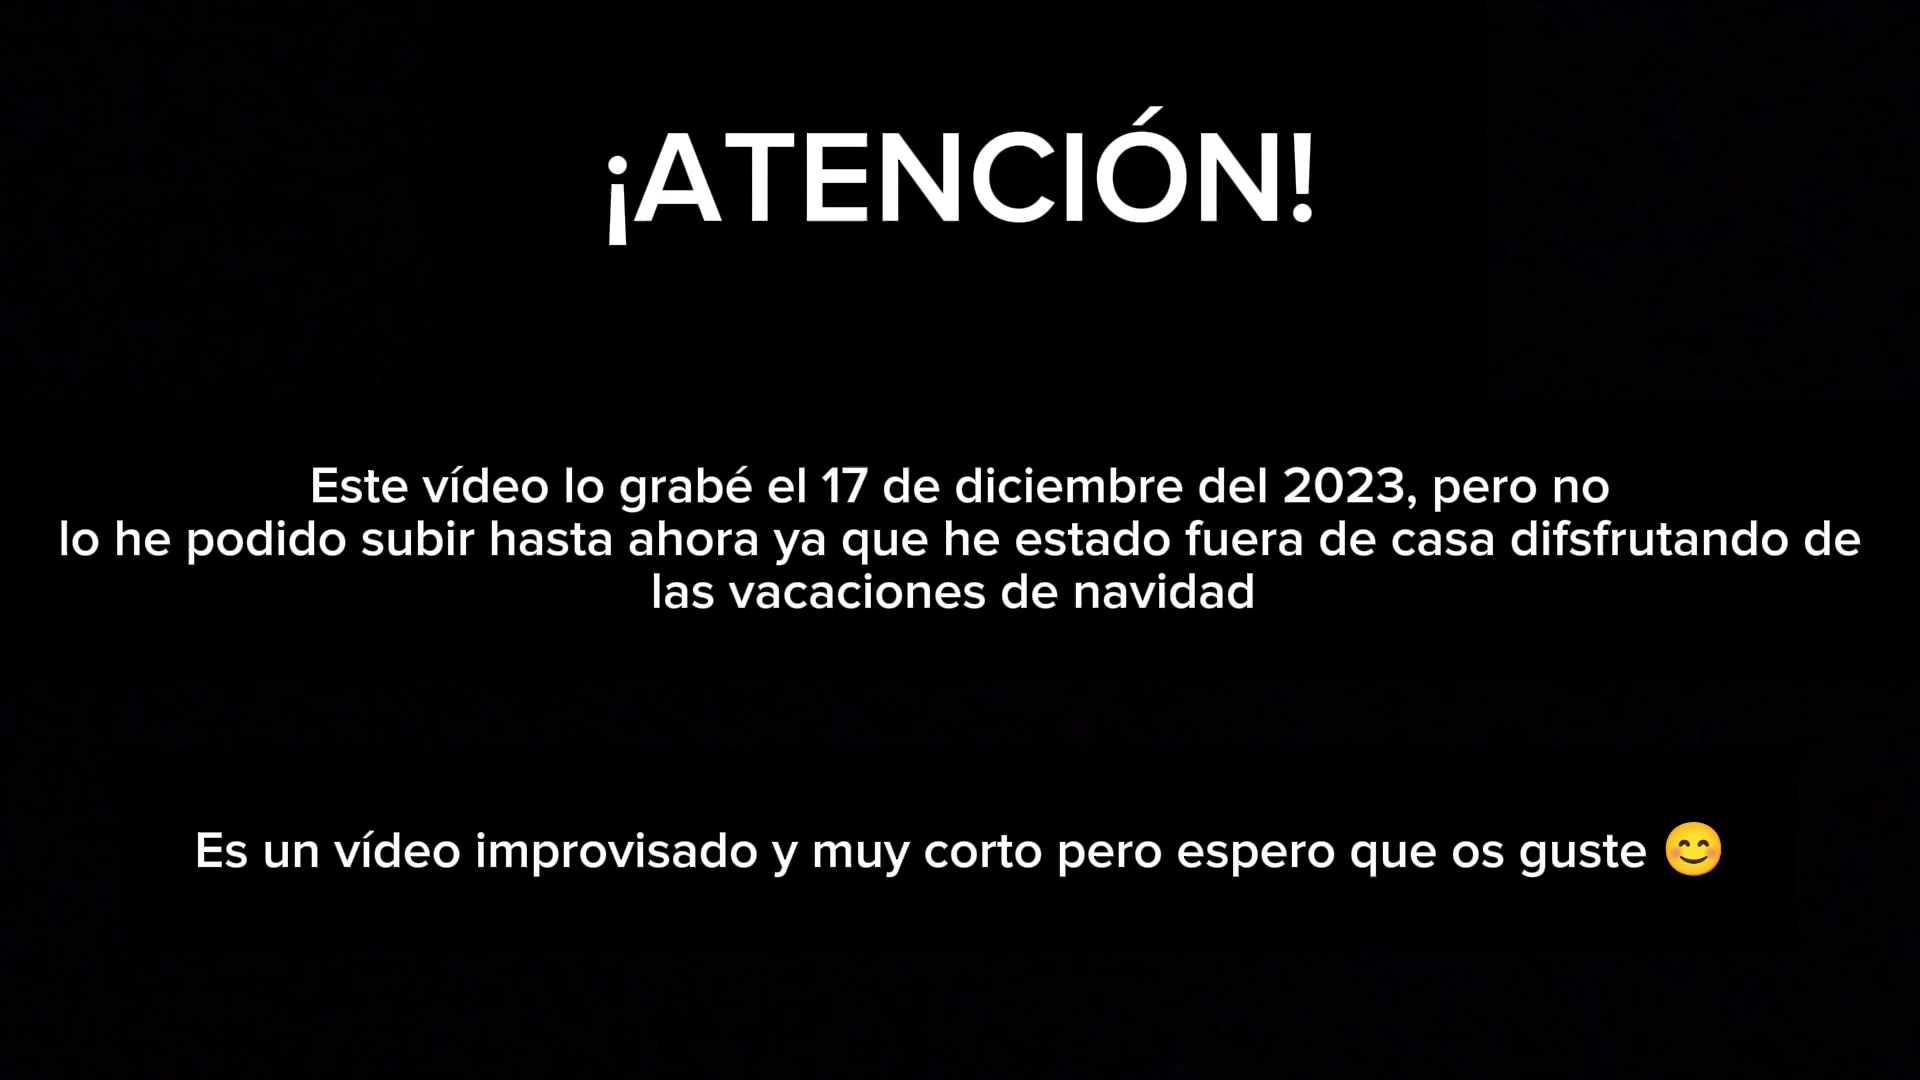 ¡ATENCIÓN!
Este vídeo lo grabé el 17 de diciembre del 2023, pero no
lo he podido subir hasta ahora ya que he estado fuera de casa difsfrutando de
las vacaciones de navidad
Es un vídeo improvisado y muy corto pero espero que os guste 😊